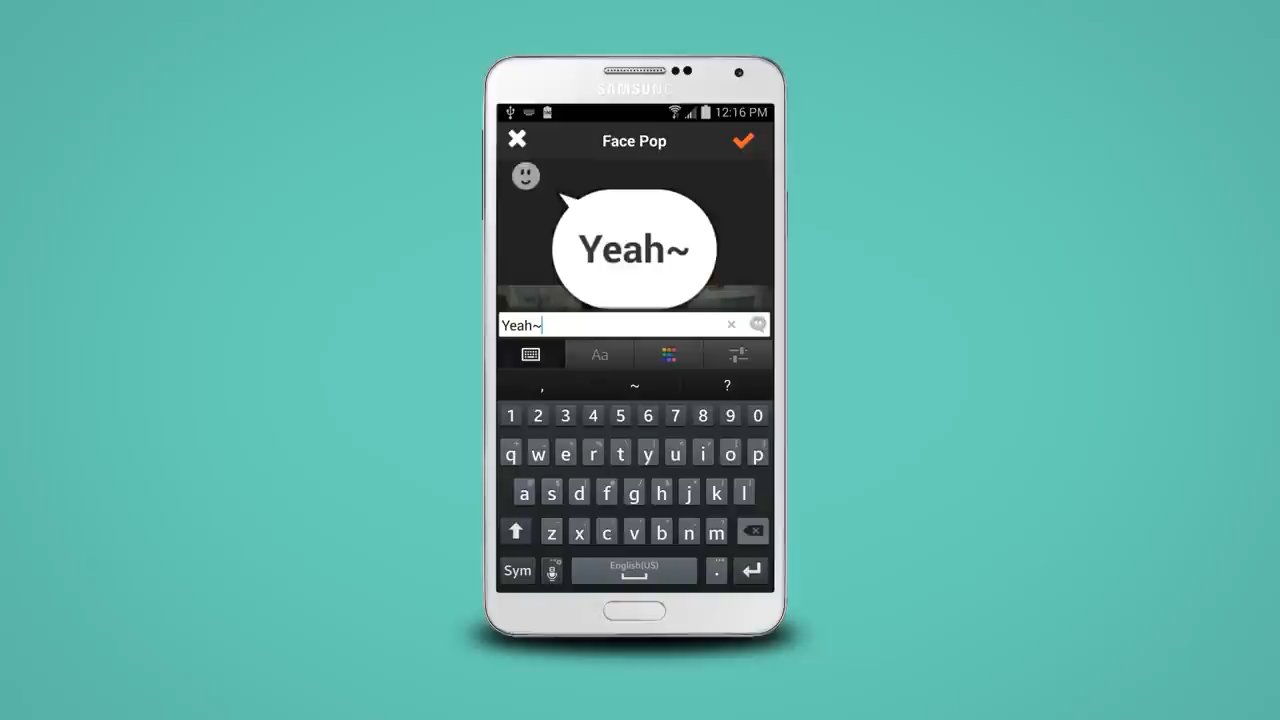 SAMSUNG
12:16 PM
Face Pop
Yeah~
Yeah~
Aa
, ~ ?
1 2 3 4 5 6 7 8 9 0
q w e r t y u i o p
a s d f g h j k l
z x c v b n m
Sym English(US) .